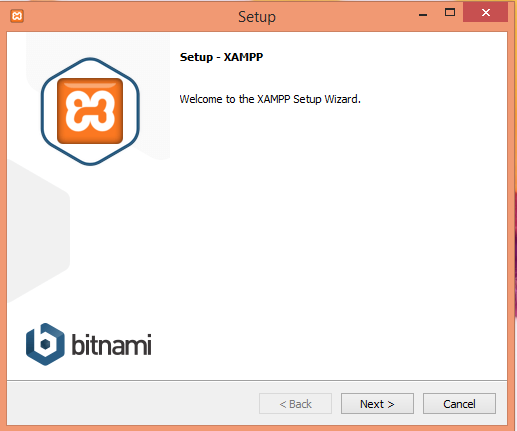 Setup
Setup - XAMPP
Welcome to the XAMPP Setup Wizard.
bitnami
< Back
Next >
Cancel